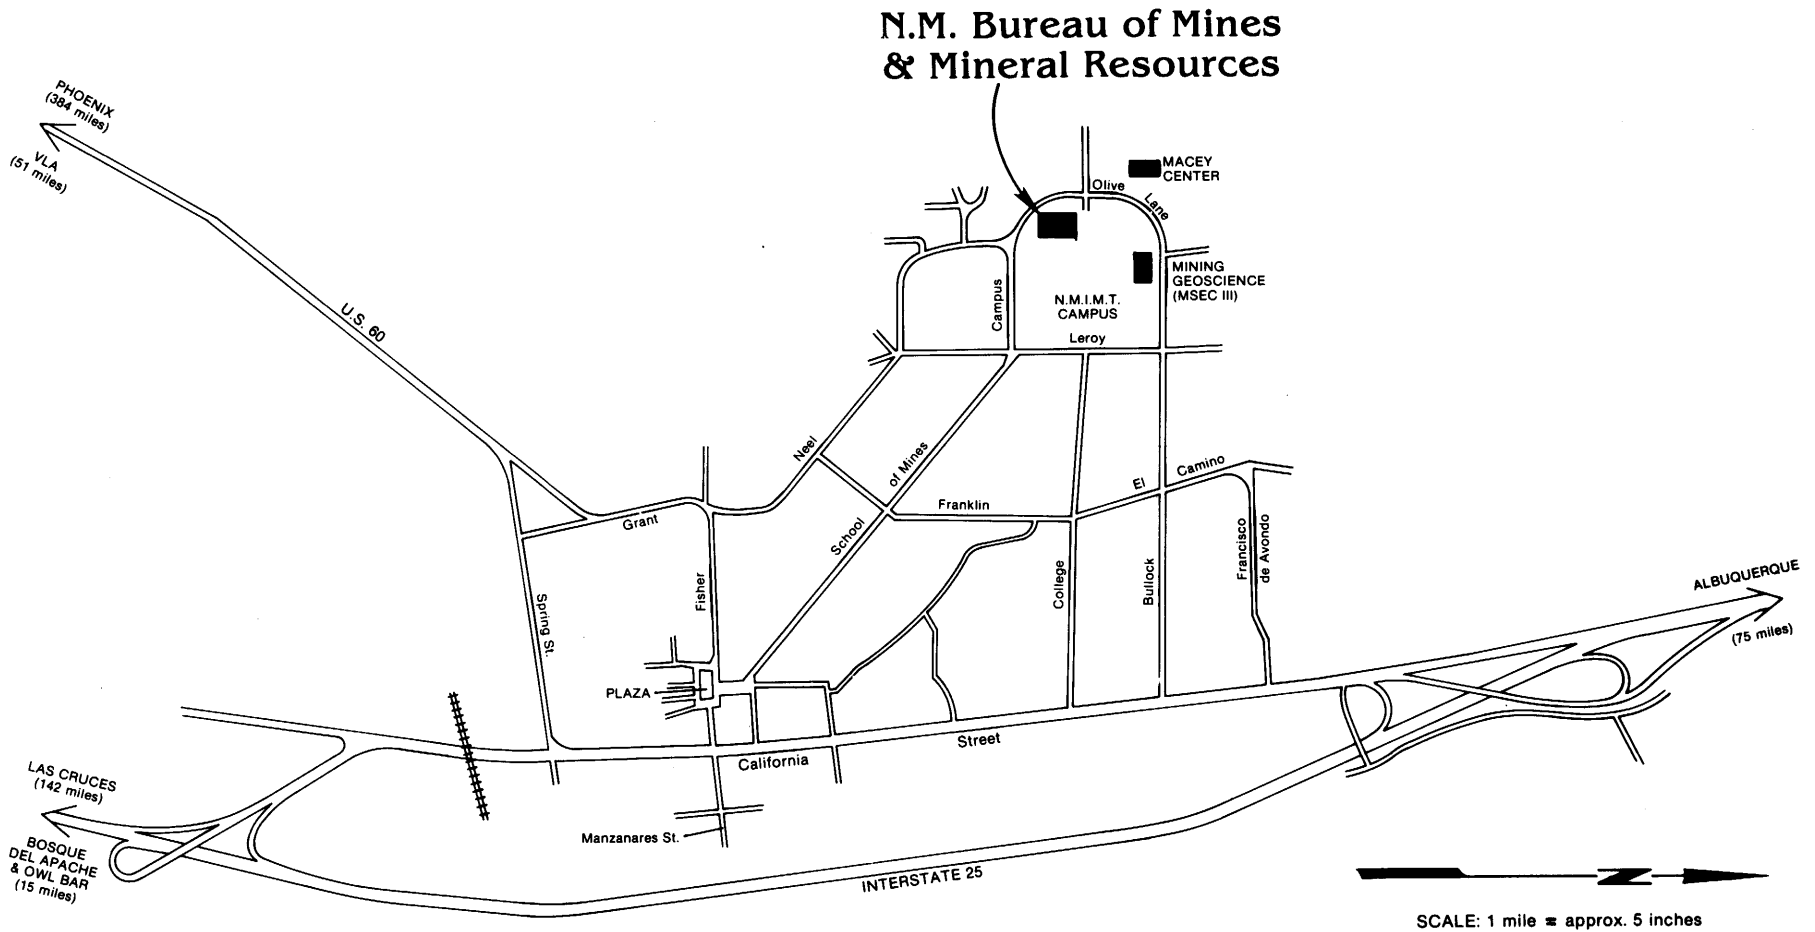 N.M. Bureau of Mines
& Mineral Resources
PHOENIX
(384 miles)
VLA
(51 miles)
MACEY
CENTER
Olive
Lane
MINING
GEOSCIENCE
(MSEC III)
N.M.I.M.T.
CAMPUS
Campus
Leroy
U.S. 60
Neel
of Mines
School
Franklin
El
Camino
Grant
Fisher
Spring St.
College
Bullock
Francisco
de Avondo
ALBUQUERQUE
(75 miles)
PLAZA
California
Street
LAS CRUCES
(142 miles)
BOSQUE
DEL APACHE
& OWL BAR
(15 miles)
Manzanares St.
INTERSTATE 25
N
SCALE: 1 mile ≈ approx. 5 inches